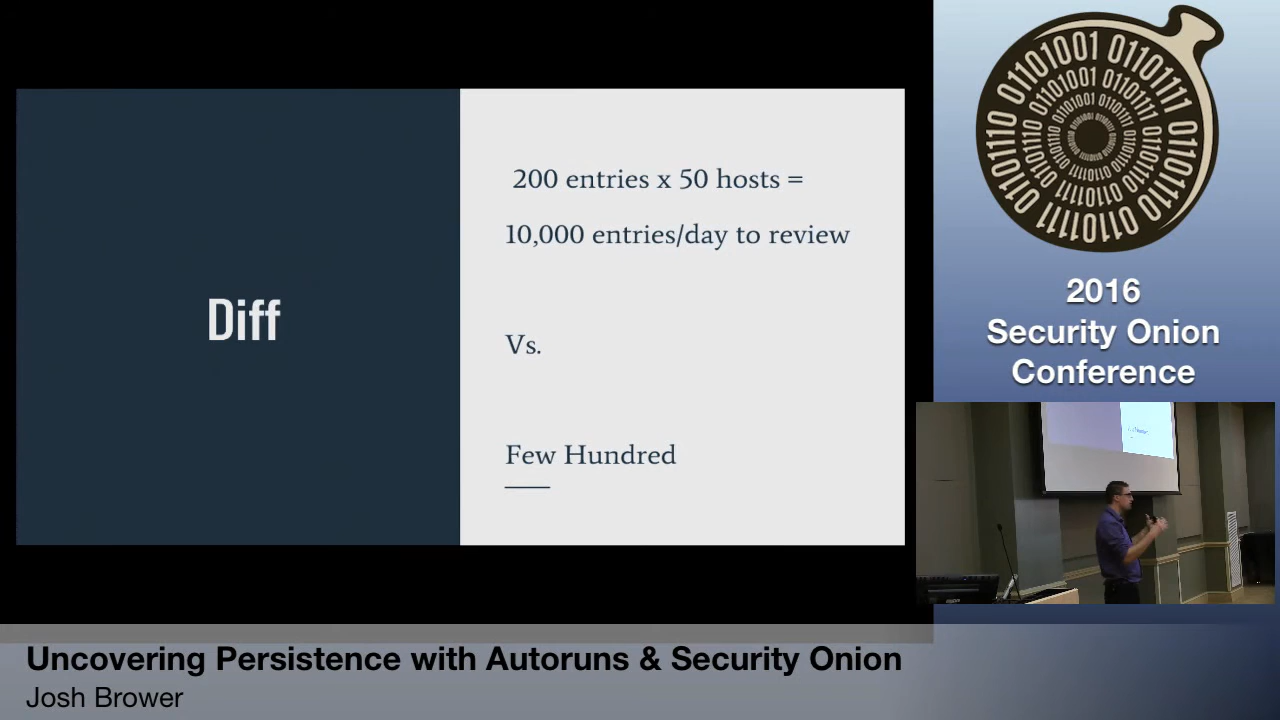 Diff
200 entries x 50 hosts =
10,000 entries/day to review
Vs.
Few Hundred
2016
Security Onion
Conference
Uncovering Persistence with Autoruns & Security Onion
Josh Brower